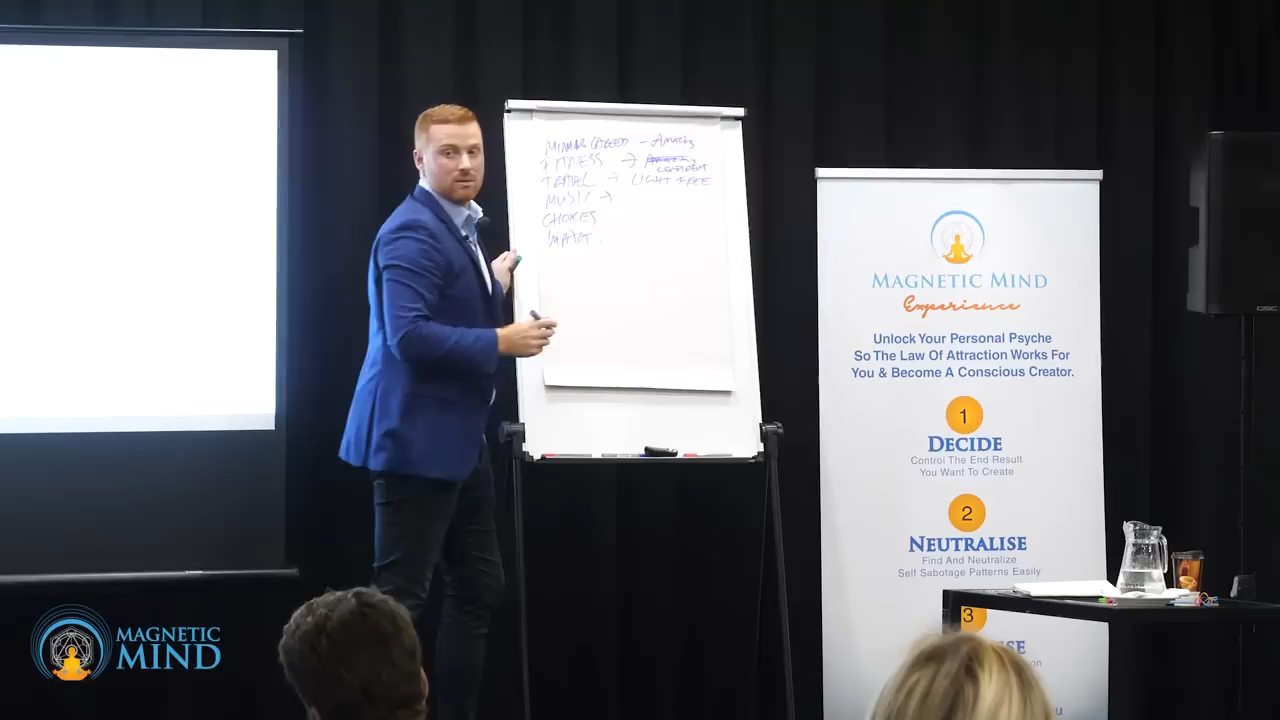 FITNESS →
CONFIDENT
TRAVEL → LIGHT FREE
MUSIC →
CHOICES
IMPACT.
MAGNETIC MIND
Experience
Unlock Your Personal Psyche
So The Law Of Attraction Works For
You & Become A Conscious Creator.
1
DECIDE
Control The End Result
You Want To Create
2
NEUTRALISE
Find And Neutralize
Self Sabotage Patterns Easily
3
QSC
MAGNETIC
MIND